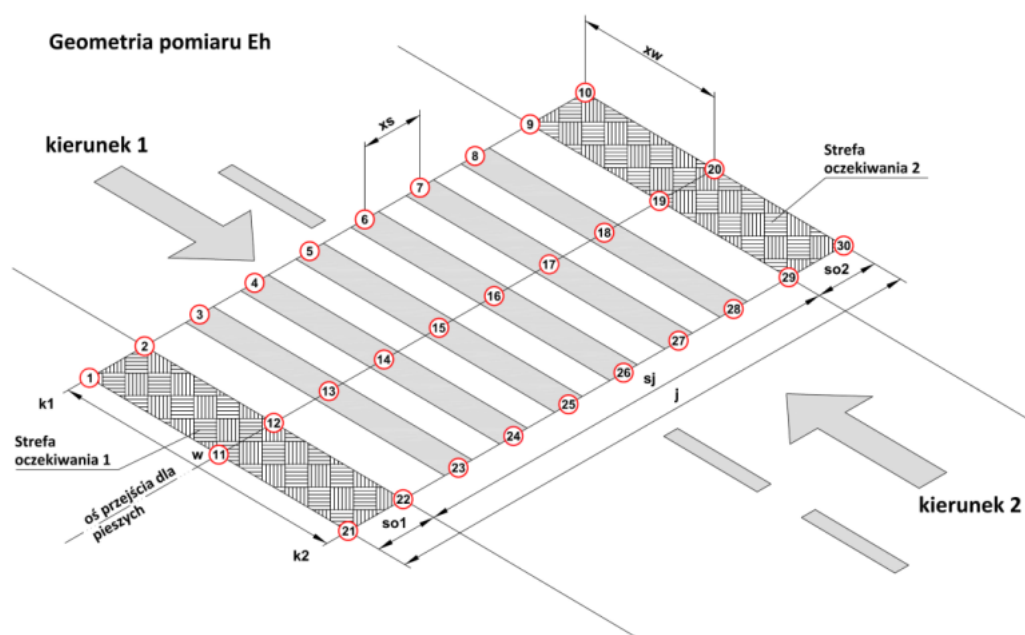 Geometria pomiaru Eh
xw
10
xs
9
kierunek 1
8
Strefa
oczekiwania 2
7
20
6
19
5
18
30
4
17
29
so2
3
16
28
2
15
27
1
14
26
sj
13
25
j
k1
12
24
Strefa
oczekiwania 1
w
11
23
oś przejścia dla
pieszych
22
so1
21
k2
kierunek 2